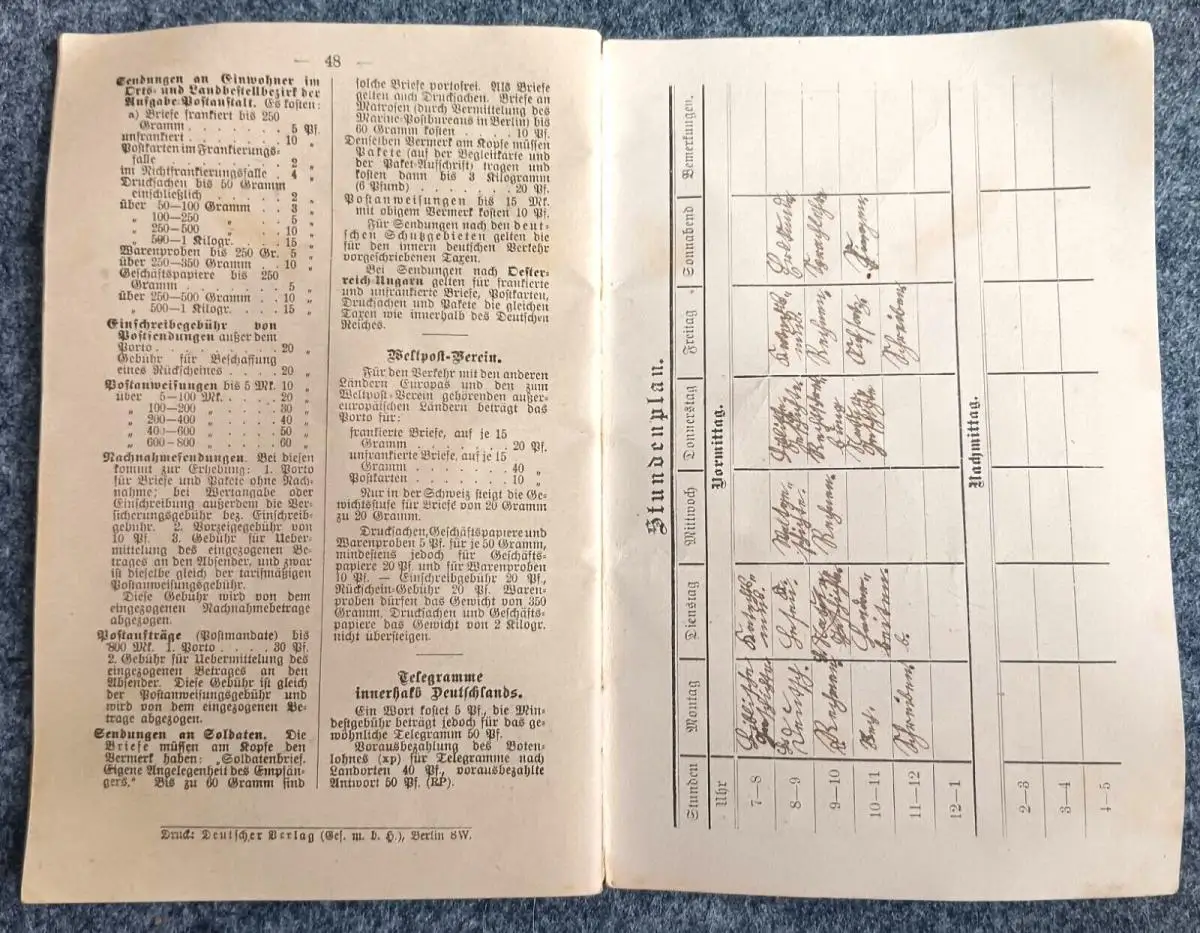 — 48 —
Sendungen an Einwohner im
Orts- und Landbestellbezirk der
Aufgabe-Postanstalt. Es kosten:
a) Briefe frankiert bis 250
Gramm . . . . . . . . 5 Pf.
unfrankiert . . . . . . . 10 „
Postkarten im Frankierungs-
falle . . . . . . . . . 2 „
im Nichtfrankierungsfalle . 4 „
Drucksachen bis 50 Gramm
einschließlich . . . . . . 2 „
über 50—100 Gramm . . 3 „
„ 100—250 „ . . 5 „
„ 250—500 „ . . 10 „
„ 500—1 Kilogr. . . . 15 „
Warenproben bis 250 Gr. 5 „
über 250—350 Gramm . . 10 „
Geschäftspapiere bis 250
Gramm . . . . . . . . 5 „
über 250—500 Gramm . . 10 „
„ 500—1 Kilogr. . . . 15 „
Einschreibegebühr von
Postsendungen außer dem
Porto . . . . . . . . . 20 „
Gebühr für Beschaffung
eines Rückscheines . . . . 20 „
Postanweisungen bis 5 Mk. 10 „
über 5—100 Mk. . . . . 20 „
„ 100—200 „ . . . . 30 „
„ 200—400 „ . . . . 40 „
„ 400—600 „ . . . . 50 „
„ 600—800 „ . . . . 60 „
Nachnahmesendungen. Bei diesen
kommt zur Erhebung: 1. Porto
für Briefe und Pakete ohne Nach-
nahme; bei Wertangabe oder
Einschreibung außerdem die Ver-
sicherungsgebühr bez. Einschreib-
gebühr. 2. Vorzeigegebühr von
10 Pf. 3. Gebühr für Ueber-
mittelung des eingezogenen Be-
trages an den Absender, und zwar
ist dieselbe gleich der tarifmäßigen
Postanweisungsgebühr.
Diese Gebühr wird von dem
eingezogenen Nachnahmebetrage
abgezogen.
Postaufträge (Postmandate) bis
800 Mk. 1. Porto . . . . 30 Pf.
2. Gebühr für Uebermittelung des
eingezogenen Betrages an den
Absender. Diese Gebühr ist gleich
der Postanweisungsgebühr und
wird von dem eingezogenen Be-
trage abgezogen.
Sendungen an Soldaten. Die
Briefe müssen am Kopfe den
Vermerk haben: „Soldatenbrief.
Eigene Angelegenheit des Empfän-
gers.“ Bis zu 60 Gramm sind
solche Briefe portofrei. Als Briefe
gelten auch Drucksachen. Briefe an
Matrosen (durch Vermittelung des
Marine-Postbureaus in Berlin) bis
60 Gramm kosten . . . . . 10 Pf.
Denselben Vermerk am Kopfe müssen
Pakete (auf der Begleitkarte und
der Paket-Aufschrift) tragen und
kosten dann bis 3 Kilogramm
(6 Pfund) . . . . . . . . 20 Pf.
Postanweisungen bis 15 Mk.
mit obigem Vermerk kosten 10 Pf.
Für Sendungen nach den deut-
schen Schutzgebieten gelten die
für den innern deutschen Verkehr
vorgeschriebenen Taxen.
Bei Sendungen nach Oester-
reich Ungarn gelten für frankierte
und unfrankierte Briefe, Postkarten,
Drucksachen und Pakete die gleichen
Taxen wie innerhalb des Deutschen
Reiches.
Weltpost-Verein.
Für den Verkehr mit den anderen
Ländern Europas und den zum
Weltpost-Verein gehörenden außer-
europäischen Ländern beträgt das
Porto für:
frankierte Briefe, auf je 15
Gramm . . . . . . . . 20 Pf.
unfrankierte Briefe, auf je 15
Gramm . . . . . . . . 40 „
Postkarten . . . . . . . 10 „
Nur in der Schweiz steigt die Ge-
wichtsstufe für Briefe von 20 Gramm
zu 20 Gramm.
Drucksachen, Geschäftspapiere und
Warenproben 5 Pf. für je 50 Gramm,
mindestens jedoch für Geschäfts-
papiere 20 Pf. und für Warenproben
10 Pf. — Einschreibgebühr 20 Pf.,
Rückschein-Gebühr 20 Pf. Waren-
proben dürfen das Gewicht von 350
Gramm, Drucksachen und Geschäfts-
papiere das Gewicht von 2 Kilogr.
nicht übersteigen.
Telegramme
innerhalb Deutschlands.
Ein Wort kostet 5 Pf., die Min-
destgebühr beträgt jedoch für das ge-
wöhnliche Telegramm 50 Pf.
Vorausbezahlung des Boten-
lohnes (xp) für Telegramme nach
Landorten 40 Pf., vorausbezahlte
Antwort 50 Pf. (RP).
Druck: Deutscher Verlag (Ges. m. b. H.), Berlin SW.
Stundenplan.
Stunden Montag Dienstag Mittwoch Donnerstag Freitag Sonnabend Bemerkungen.
Uhr Vormittag.
7—8 Biblische Geschichte
8—9 Erdkunde
9—10 Rechnen Rechnen Rechnen
10—11 Aufsatz Singen
11—12 Schreiben Schreiben
12—1
Nachmittag.
2—3
3—4
4—5